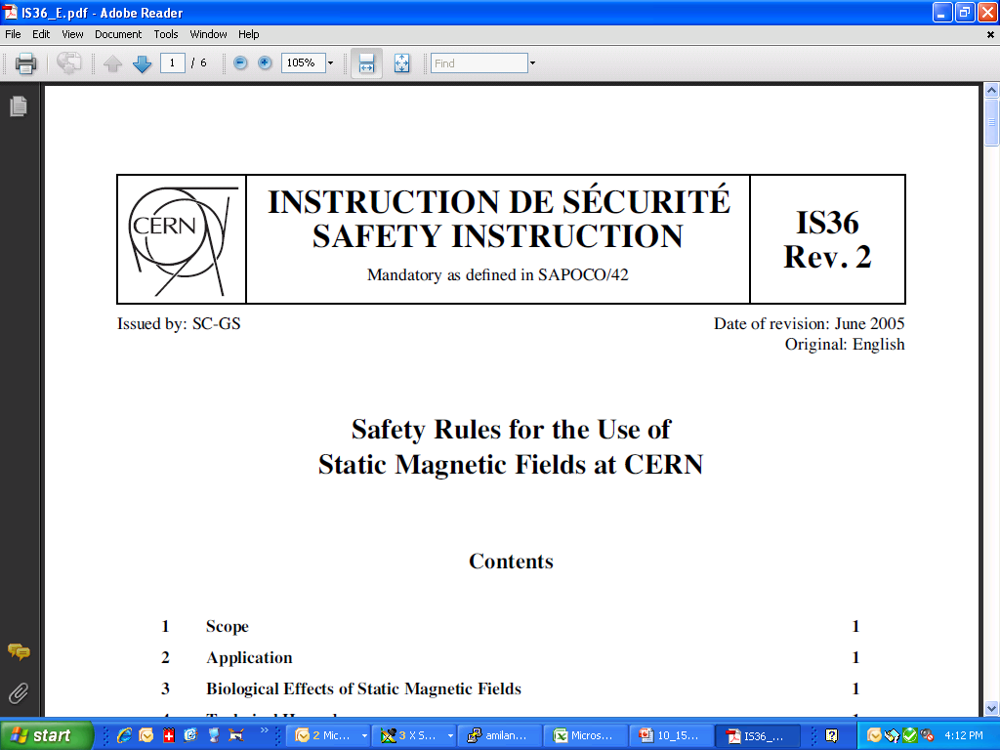 IS36_E.pdf - Adobe Reader
File Edit View Document Tools Window Help
1 / 6 105% Find
CERN
INSTRUCTION DE SÉCURITÉ
SAFETY INSTRUCTION
Mandatory as defined in SAPOCO/42
IS36
Rev. 2
Issued by: SC-GS
Date of revision: June 2005
Original: English
Safety Rules for the Use of
Static Magnetic Fields at CERN
Contents
1 Scope 1
2 Application 1
3 Biological Effects of Static Magnetic Fields 1
start 2 Mic... 3 X S... amilan... Micros... 10_15... IS36_... 4:12 PM